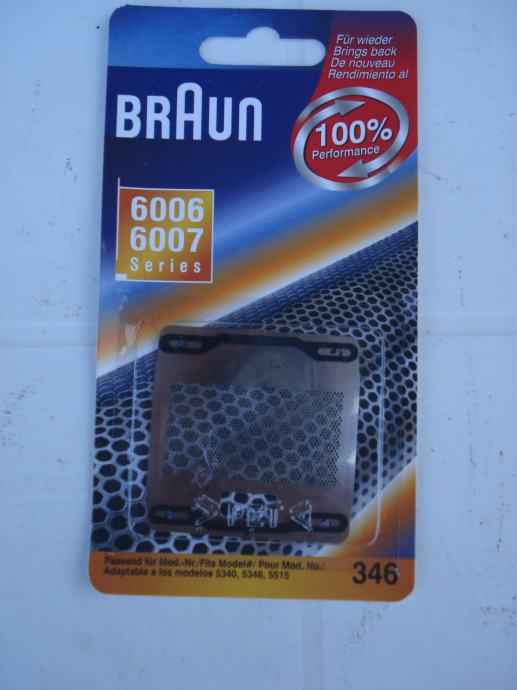 Für wieder
Brings back
De nouveau
Rendimiento al
BRAUN
100%
Performance
6006
6007
Series
PET
Passend für Mod.-Nr./Fits Model#/ Pour Mod. No./
Adaptable a los modelos 5340, 5346, 5515
346